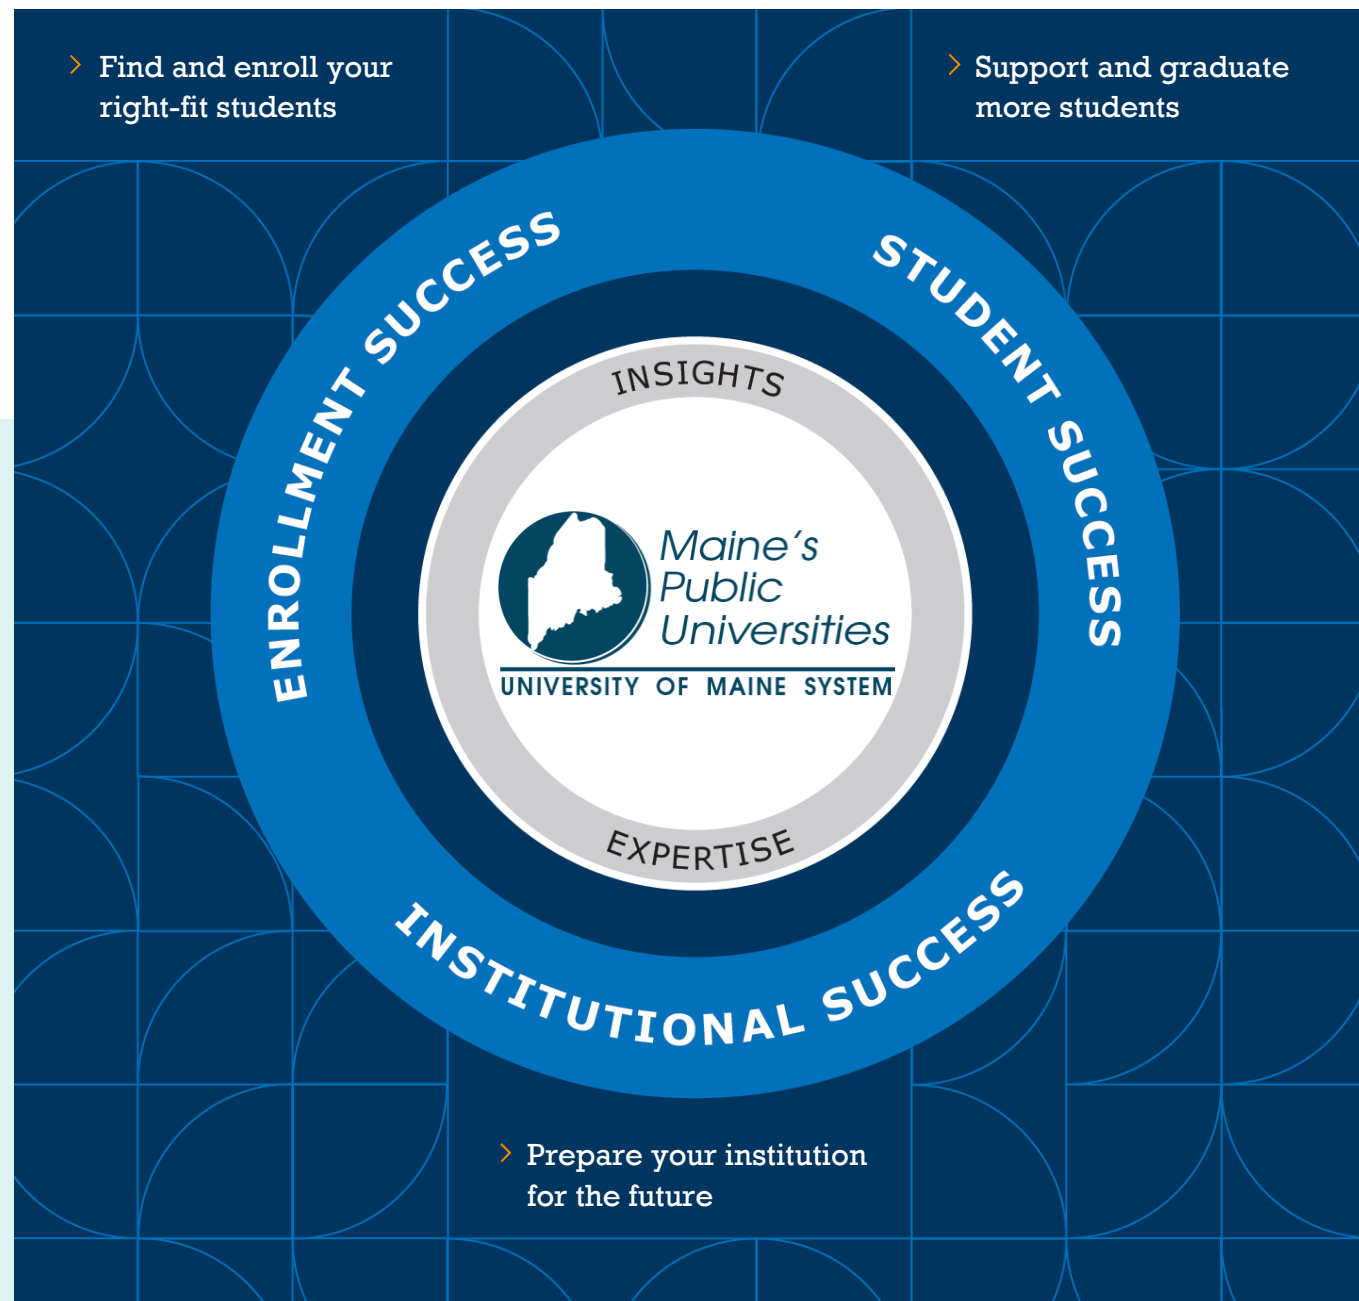 Find and enroll your
right-fit students
Support and graduate
more students
ENROLLMENT SUCCESS
STUDENT SUCCESS
INSIGHTS
Maine's
Public
Universities
UNIVERSITY OF MAINE SYSTEM
EXPERTISE
INSTITUTIONAL SUCCESS
Prepare your institution
for the future